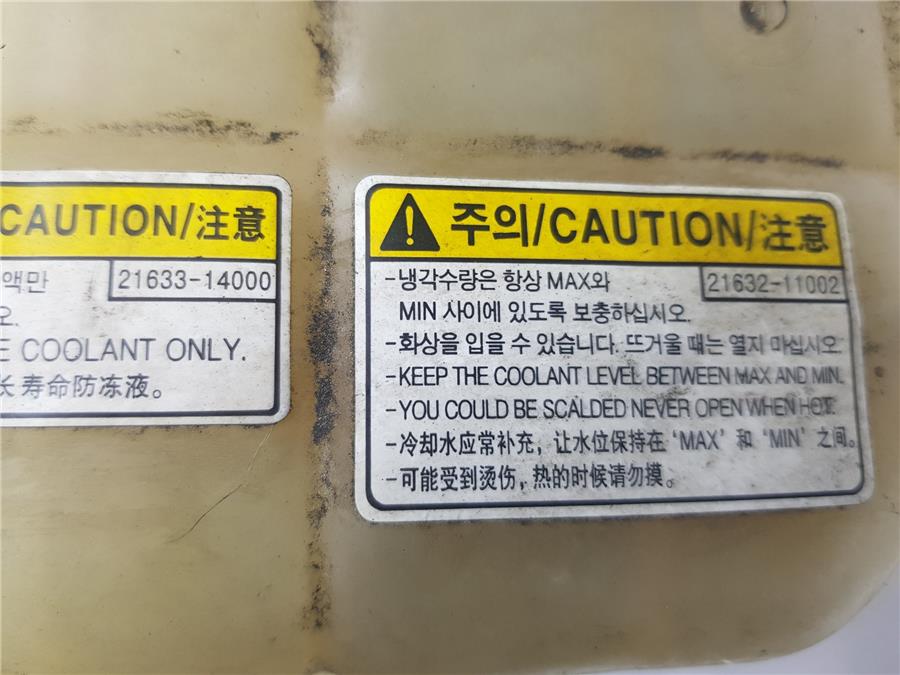 CAUTION/注意
액만
21633-14000
오.
E COOLANT ONLY.
长寿命防冻液。
주의/CAUTION/注意
-냉각수량은 항상 MAX와
21632-11002
MIN 사이에 있도록 보충하십시오.
-화상을 입을 수 있습니다. 뜨거울 때는 열지 마십시오.
-KEEP THE COOLANT LEVEL BETWEEN MAX AND MIN.
-YOU COULD BE SCALDED NEVER OPEN WHEN HOT.
-冷却水应常补充，让水位保持在‘MAX’和‘MIN’之间。
-可能受到烫伤，热的时候请勿摸。